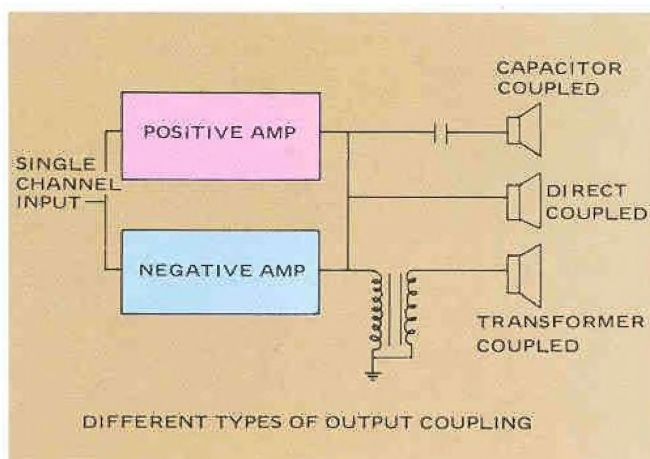 CAPACITOR
COUPLED
POSITIVE AMP
SINGLE
CHANNEL
INPUT
DIRECT
COUPLED
NEGATIVE AMP
TRANSFORMER
COUPLED
DIFFERENT TYPES OF OUTPUT COUPLING